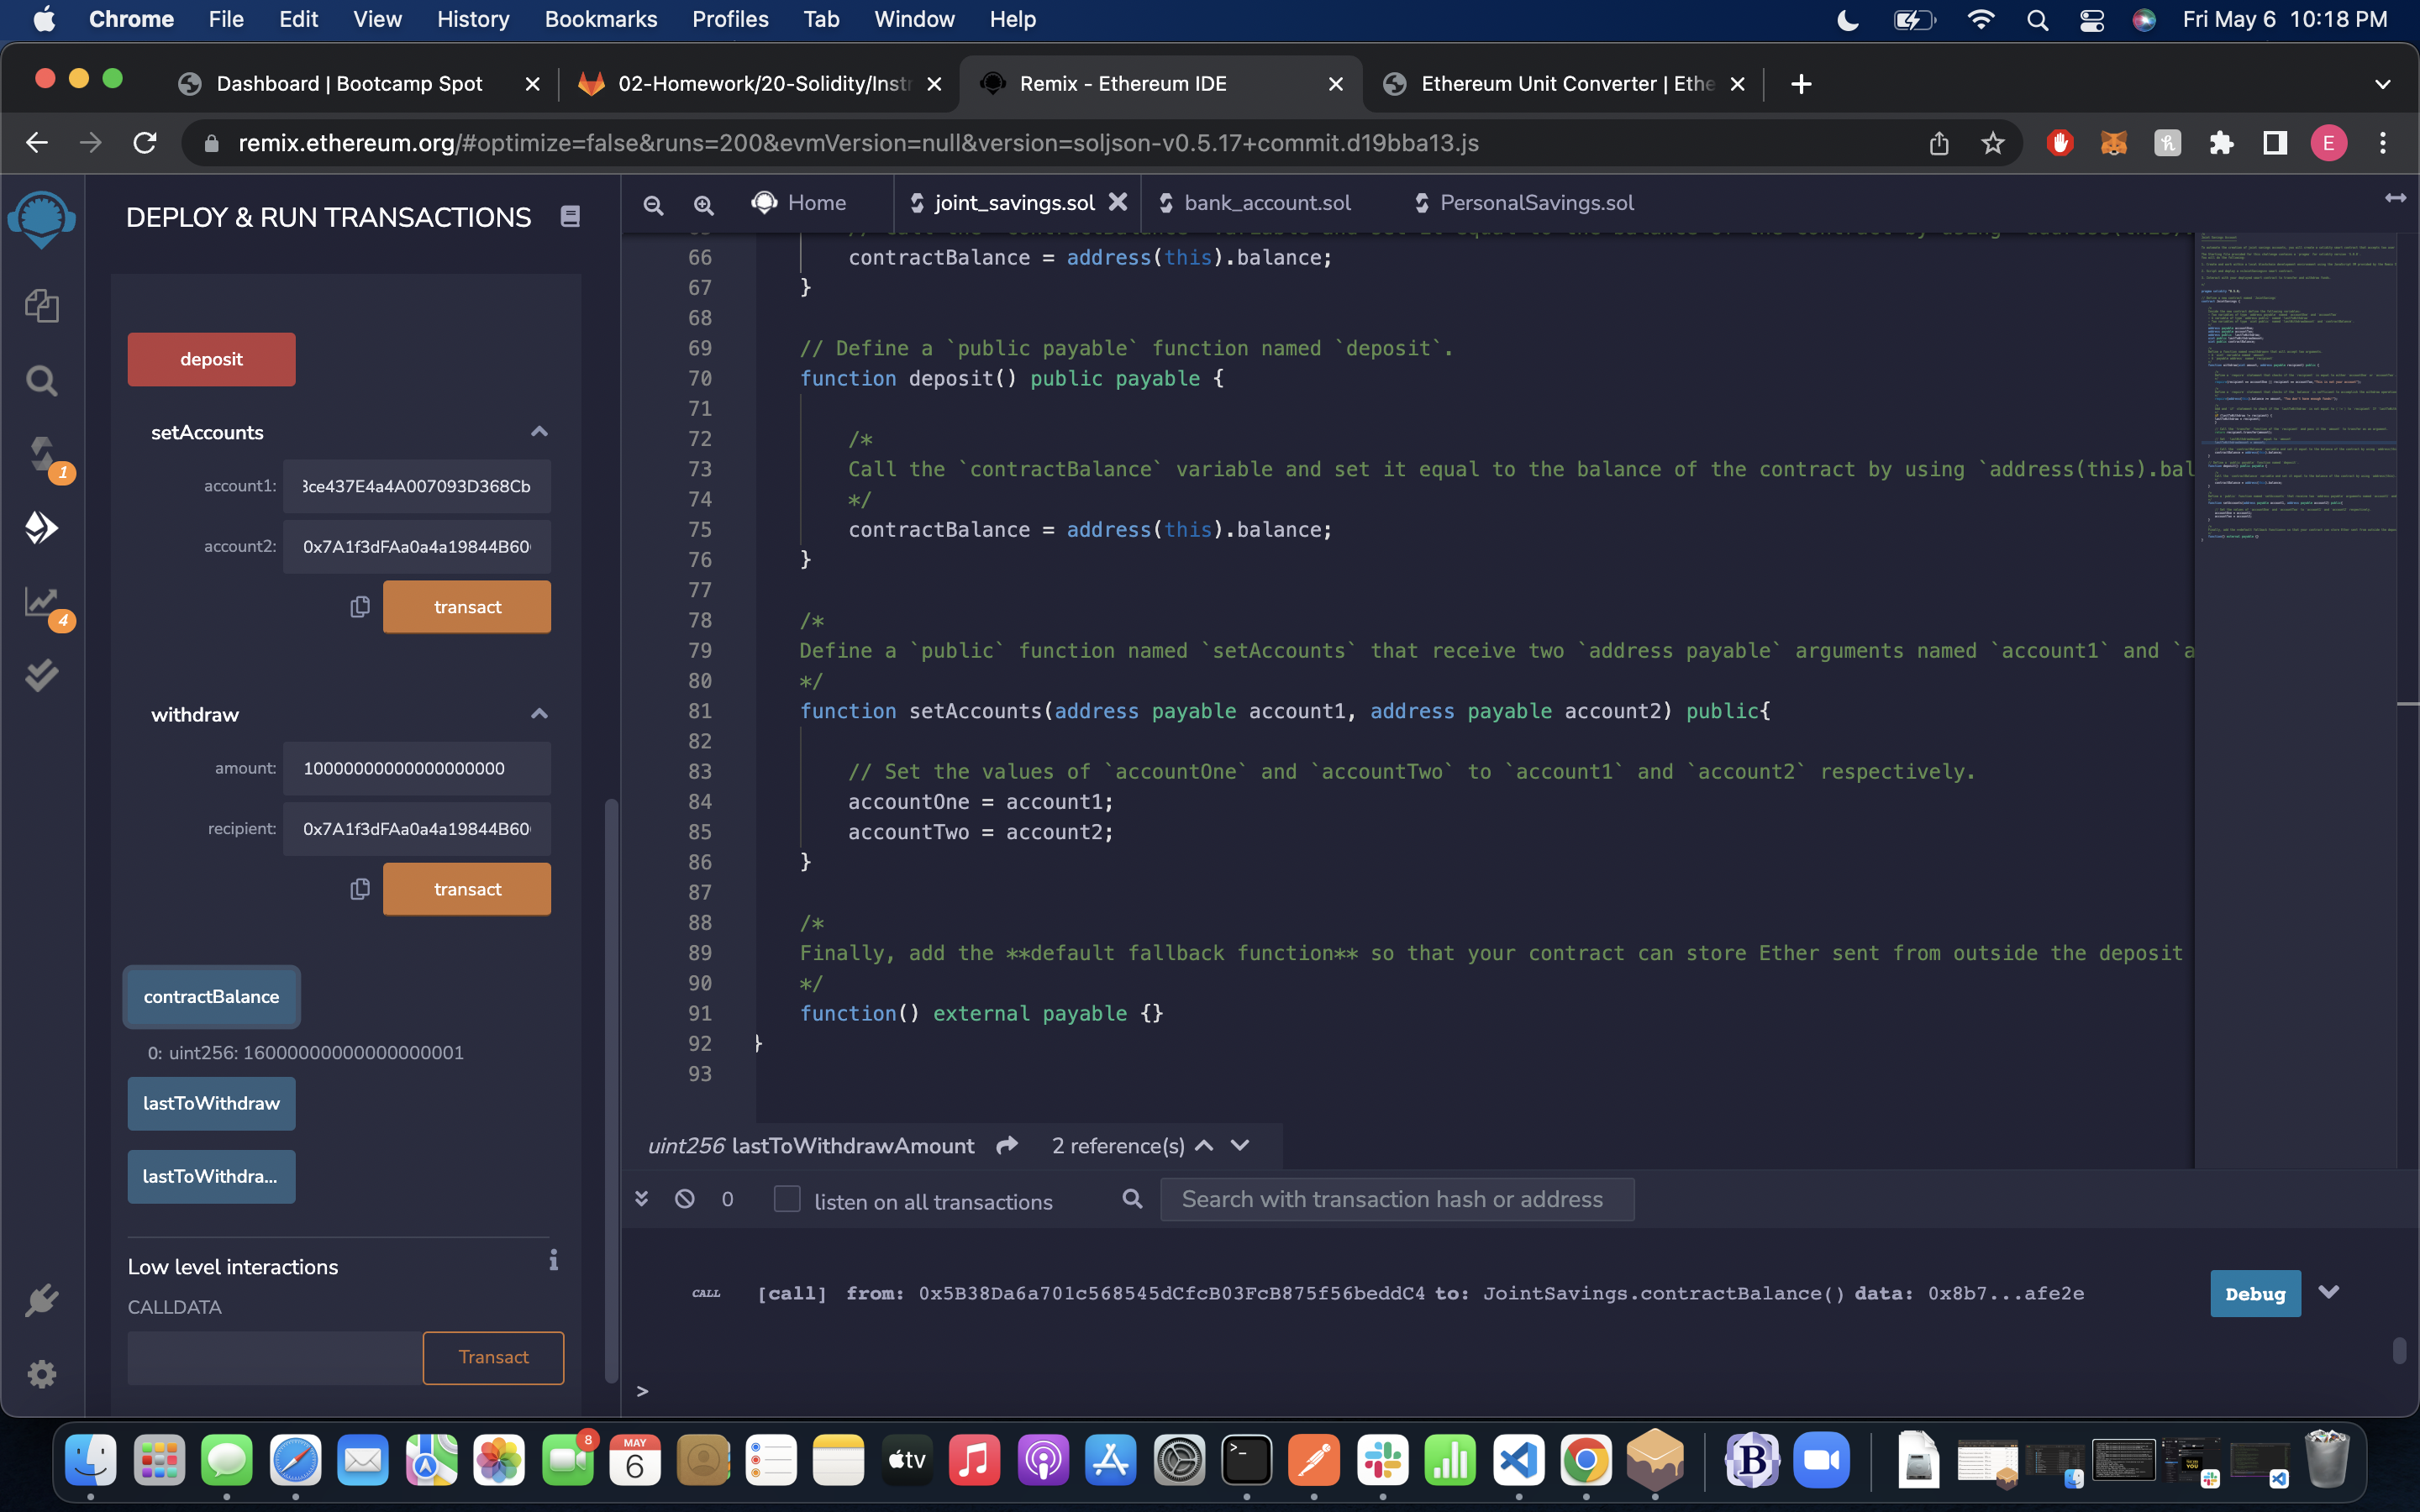 Chrome File Edit View History Bookmarks Profiles Tab Window Help Fri May 6 10:18 PM
Dashboard | Bootcamp Spot 02-Homework/20-Solidity/Instr Remix - Ethereum IDE Ethereum Unit Converter | Ethe
remix.ethereum.org/#optimize=false&runs=200&evmVersion=null&version=soljson-v0.5.17+commit.d19bba13.js
E
DEPLOY & RUN TRANSACTIONS
Home joint_savings.sol bank_account.sol PersonalSavings.sol
deposit
setAccounts
account1: 3ce437E4a4A007093D368Cb
account2: 0x7A1f3dFAa0a4a19844B60
transact
withdraw
amount: 10000000000000000000
recipient: 0x7A1f3dFAa0a4a19844B60
transact
contractBalance
0: uint256: 16000000000000000001
lastToWithdraw
lastToWithdra...
Low level interactions
CALLDATA
Transact
1
4
66 contractBalance = address(this).balance;
67 }
68
69 // Define a `public payable` function named `deposit`.
70 function deposit() public payable {
71
72 /*
73 Call the `contractBalance` variable and set it equal to the balance of the contract by using `address(this).bal
74 */
75 contractBalance = address(this).balance;
76 }
77
78 /*
79 Define a `public` function named `setAccounts` that receive two `address payable` arguments named `account1` and `a
80 */
81 function setAccounts(address payable account1, address payable account2) public{
82
83 // Set the values of `accountOne` and `accountTwo` to `account1` and `account2` respectively.
84 accountOne = account1;
85 accountTwo = account2;
86 }
87
88 /*
89 Finally, add the **default fallback function** so that your contract can store Ether sent from outside the deposit
90 */
91 function() external payable {}
92 }
93
uint256 lastToWithdrawAmount 2 reference(s)
0 listen on all transactions Search with transaction hash or address
CALL [call] from: 0x5B38Da6a701c568545dCfcB03FcB875f56beddC4 to: JointSavings.contractBalance() data: 0x8b7...afe2e Debug
>
8
MAY
6
tv
B